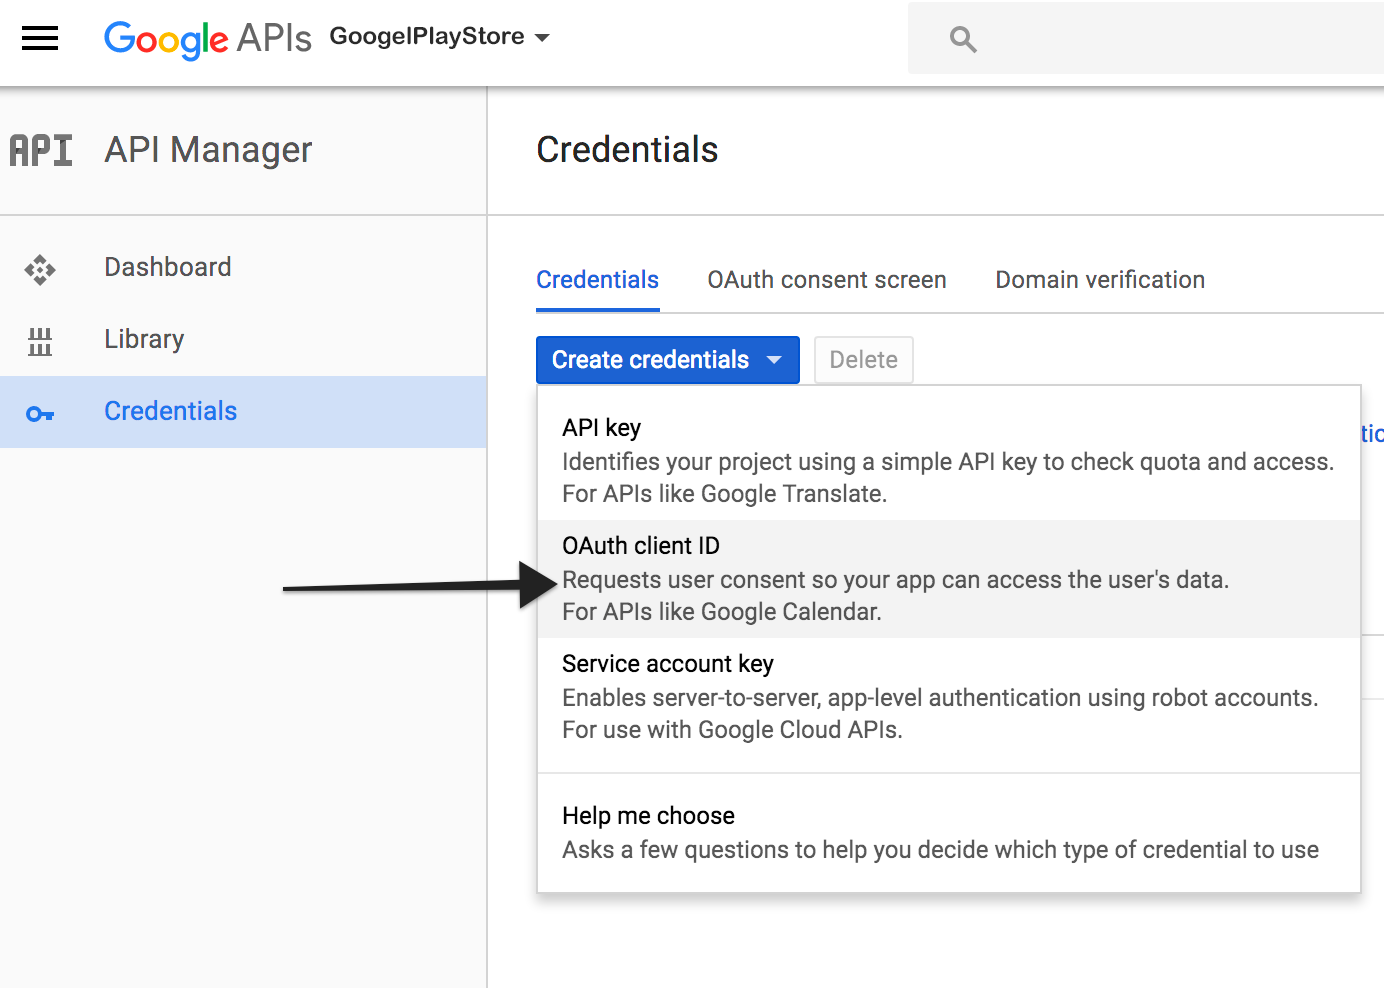 Google APIs GoogelPlayStore
API API Manager
Credentials
Dashboard
Library
Credentials
Credentials OAuth consent screen Domain verification
Create credentials Delete
API key
Identifies your project using a simple API key to check quota and access.
For APIs like Google Translate.
OAuth client ID
Requests user consent so your app can access the user's data.
For APIs like Google Calendar.
Service account key
Enables server-to-server, app-level authentication using robot accounts.
For use with Google Cloud APIs.
Help me choose
Asks a few questions to help you decide which type of credential to use